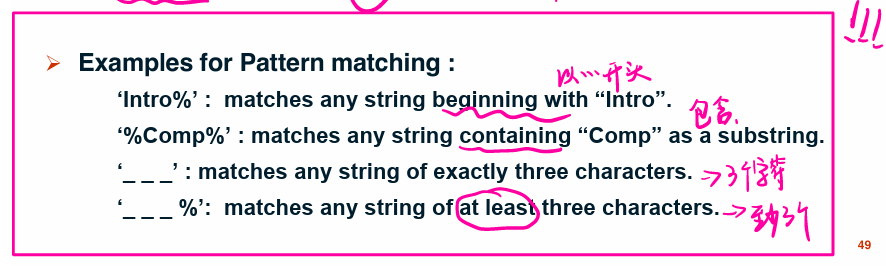 !!!
➢ Examples for Pattern matching :
以…开头
‘Intro%’ : matches any string beginning with “Intro”.
包含.
‘%Comp%’ : matches any string containing “Comp” as a substring.
‘_ _ _’ : matches any string of exactly three characters. →3个字符
‘_ _ _ %’: matches any string of at least three characters. →至少3个
49